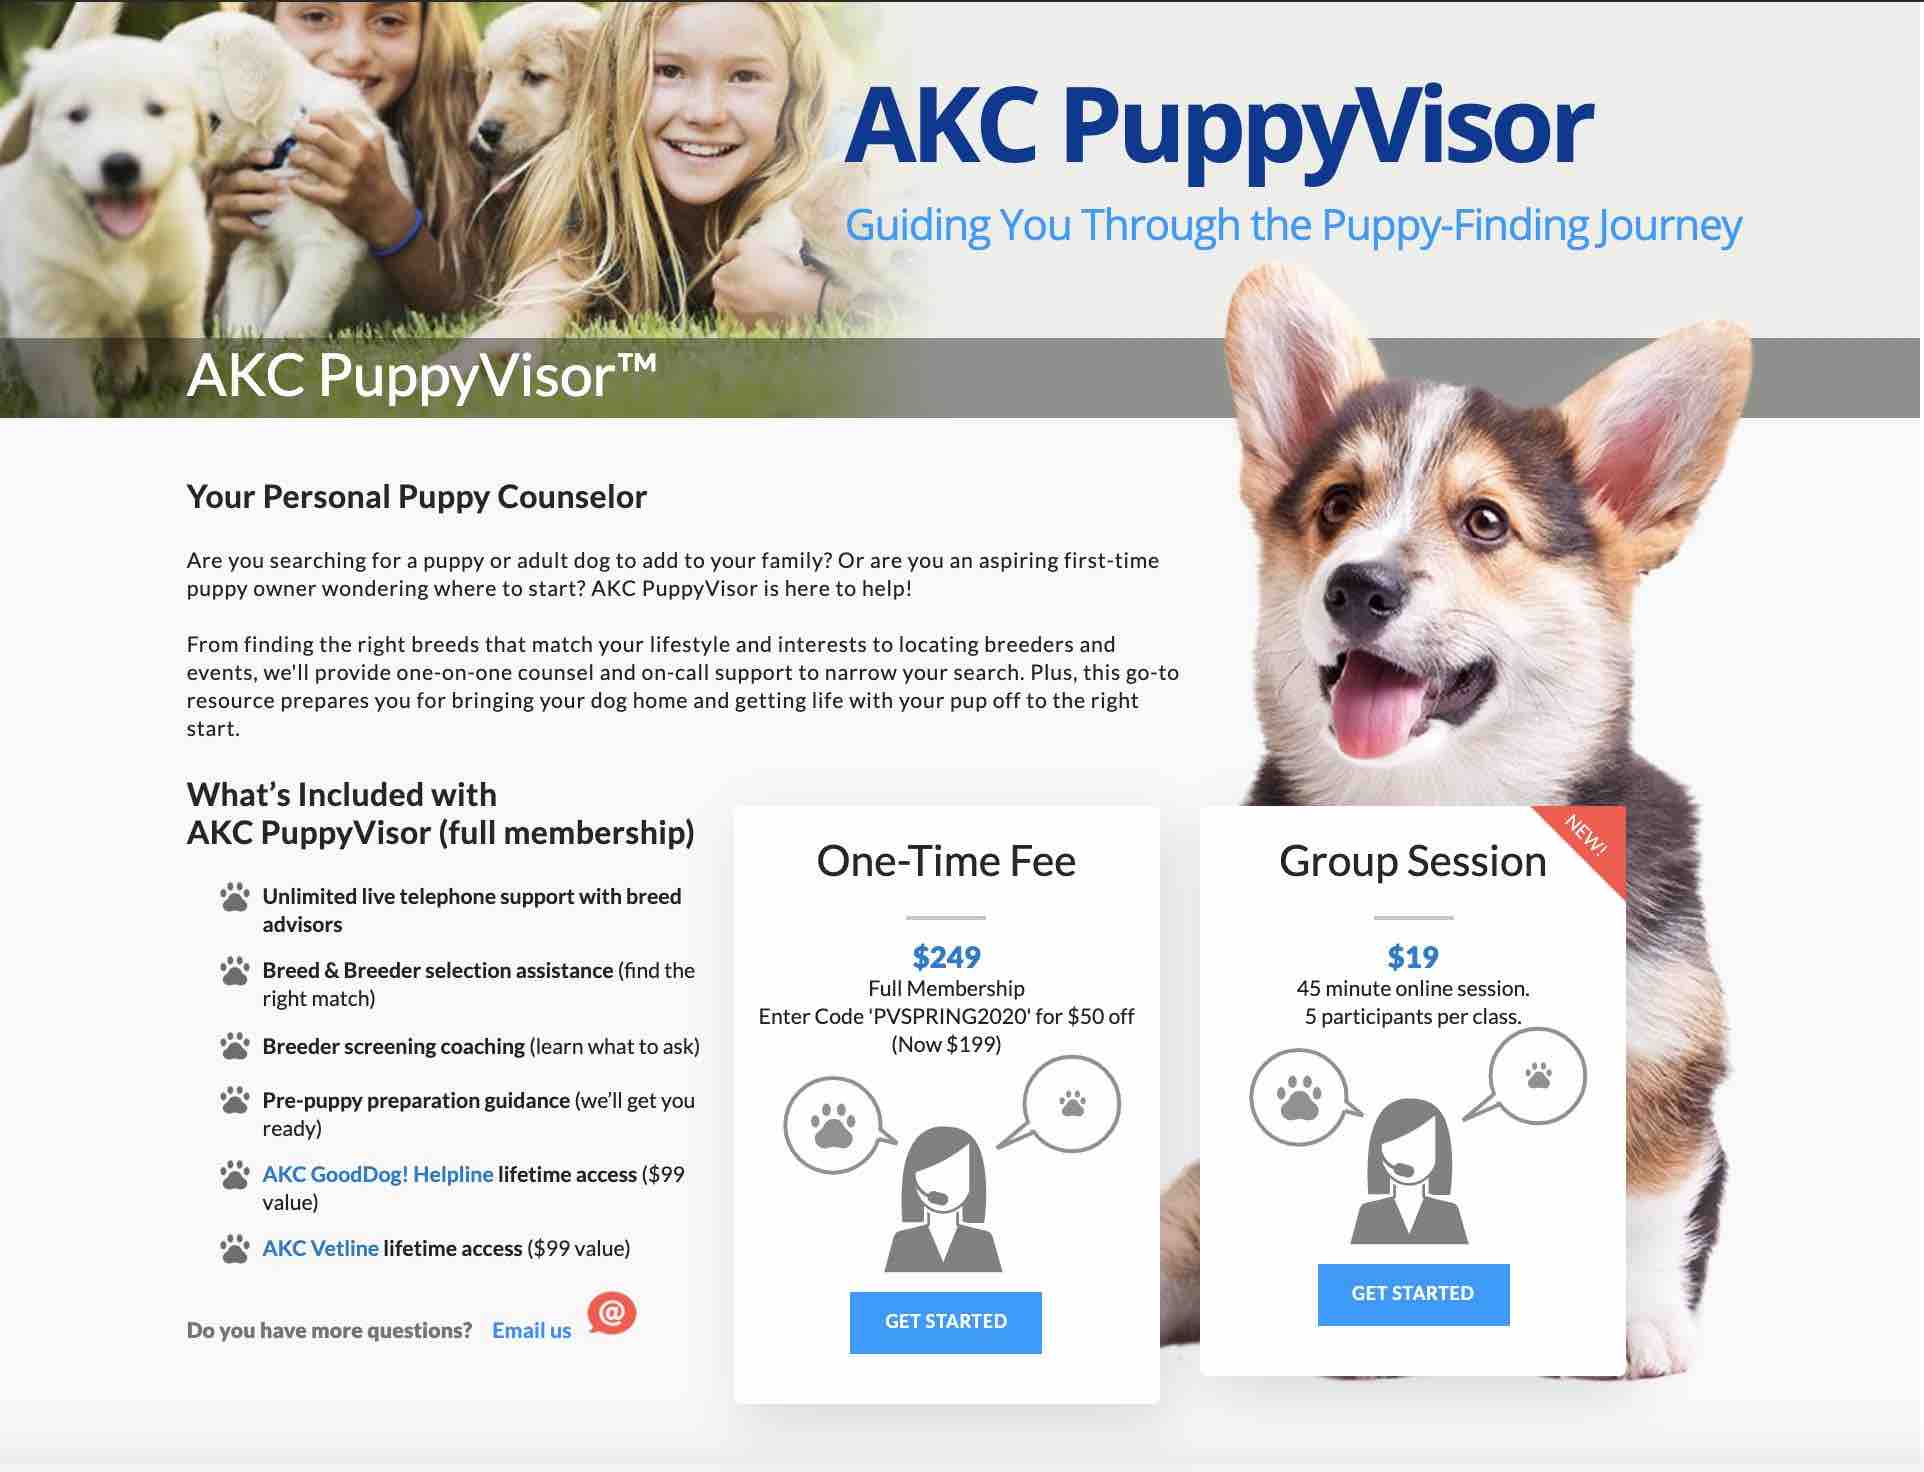 AKC PuppyVisor
Guiding You Through the Puppy-Finding Journey
AKC PuppyVisor™
Your Personal Puppy Counselor
Are you searching for a puppy or adult dog to add to your family? Or are you an aspiring first-time
puppy owner wondering where to start? AKC PuppyVisor is here to help!
From finding the right breeds that match your lifestyle and interests to locating breeders and
events, we'll provide one-on-one counsel and on-call support to narrow your search. Plus, this go-to
resource prepares you for bringing your dog home and getting life with your pup off to the right
start.
What's Included with
AKC PuppyVisor (full membership)
Unlimited live telephone support with breed
advisors
Breed & Breeder selection assistance (find the
right match)
Breeder screening coaching (learn what to ask)
Pre-puppy preparation guidance (we'll get you
ready)
AKC GoodDog! Helpline lifetime access ($99
value)
AKC Vetline lifetime access ($99 value)
Do you have more questions? Email us @
One-Time Fee
$249
Full Membership
Enter Code 'PVSPRING2020' for $50 off
(Now $199)
GET STARTED
NEW!
Group Session
$19
45 minute online session.
5 participants per class.
GET STARTED